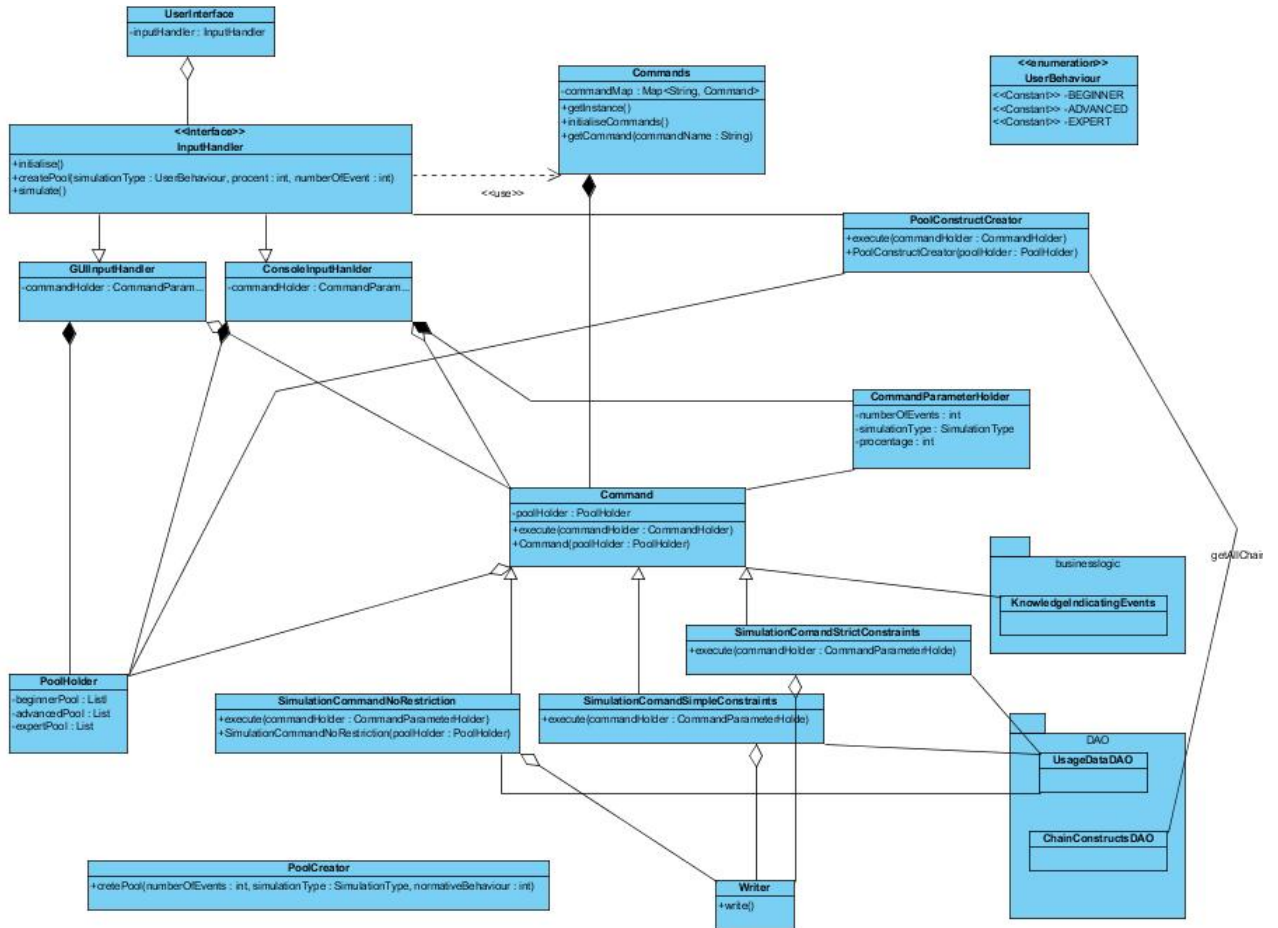 UserInterface
-inputHandler : InputHandler
Commands
-commandMap : Map<String, Command>
+getInstance()
+initialiseCommands()
+getCommand(commandName : String)
<<enumeration>>
UserBehaviour
<<Constant>> -BEGINNER
<<Constant>> -ADVANCED
<<Constant>> -EXPERT
<<Interface>>
InputHandler
+initialise()
+createPool(simulationType : UserBehaviour, procent : int, numberOfEvent : int)
+simulate()
<<use>>
PoolConstructCreator
+execute(commandHolder : CommandHolder)
+PoolConstructCreator(poolHolder : PoolHolder)
GUIInputHandler
-commandHolder : CommandParam...
ConsoleInputHanlder
-commandHolder : CommandParam...
CommandParameterHolder
-numberOfEvents : int
-simulationType : SimulationType
-procentage : int
Command
-poolHolder : PoolHolder
+execute(commandHolder : CommandHolder)
+Command(poolHolder : PoolHolder)
getAllChain
businesslogic
KnowledgeIndicatingEvents
SimulationComandStrictConstraints
+execute(commandHolder : CommandParameterHolde)
PoolHolder
-beginnerPool : Listl
-advancedPool : List
-expertPool : List
SimulationCommandNoRestriction
+execute(commandHolder : CommandParameterHolder)
+SimulationCommandNoRestriction(poolHolder : PoolHolder)
SimulationComandSimpleConstraints
+execute(commandHolder : CommandParameterHolde)
DAO
UsageDataDAO
ChainConstructsDAO
PoolCreator
+cretePool(numberOfEvents : int, simulationType : SimulationType, normativeBehaviour : int)
Writer
+write()